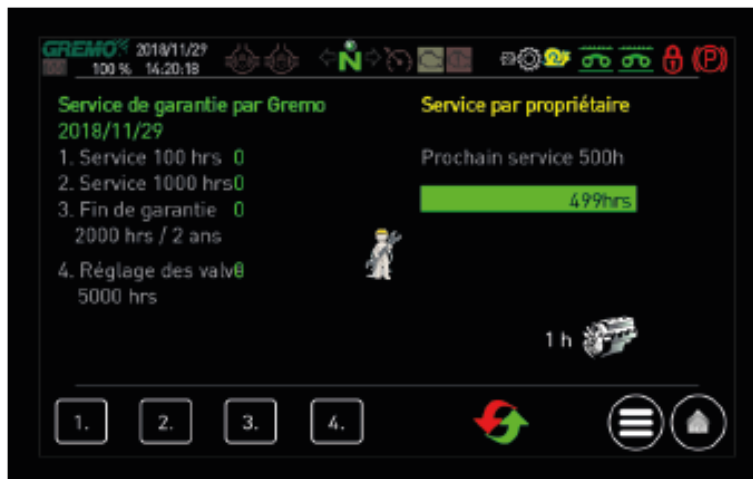 GREMO 2018/11/29
100 % 14:20:18
N
P
Service de garantie par Gremo
2018/11/29
1. Service 100 hrs 0
2. Service 1000 hrs0
3. Fin de garantie 0
2000 hrs / 2 ans
4. Réglage des valv0
5000 hrs
Service par propriétaire
Prochain service 500h
499hrs
1 h
1. 2. 3. 4.